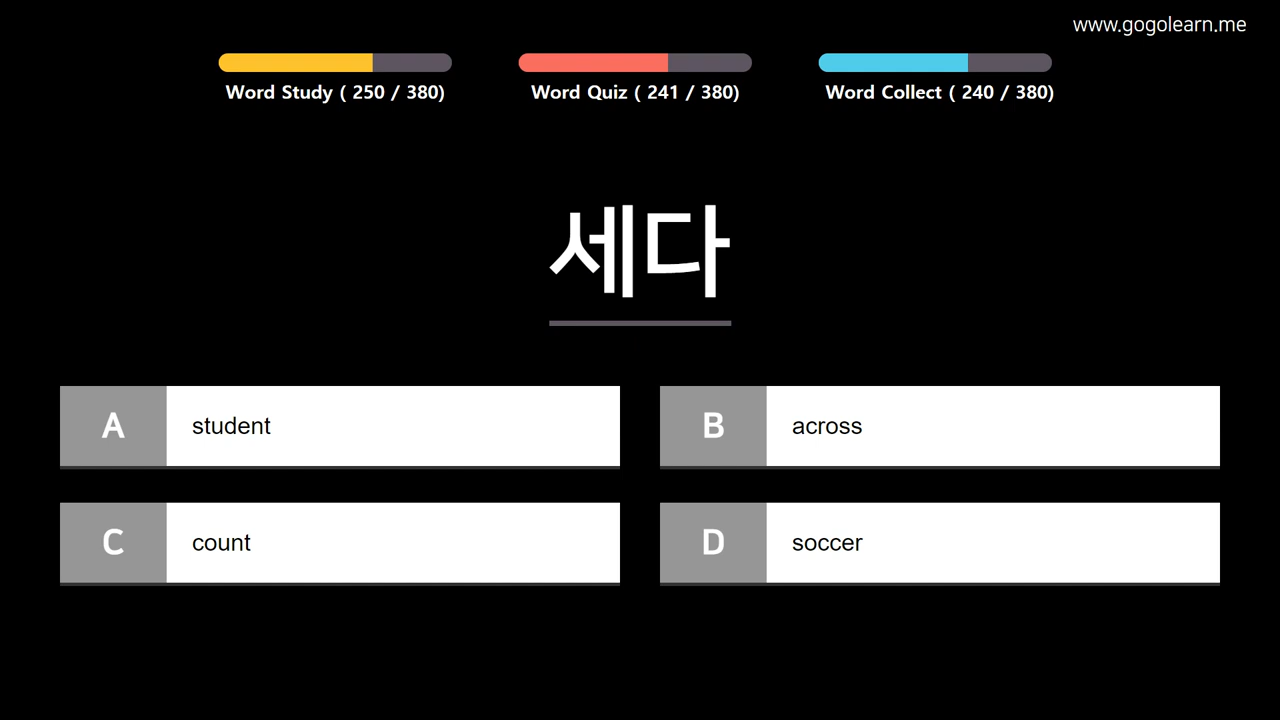 www.gogolearn.me
Word Study ( 250 / 380)
Word Quiz ( 241 / 380)
Word Collect ( 240 / 380)
세다
A student
B across
C count
D soccer